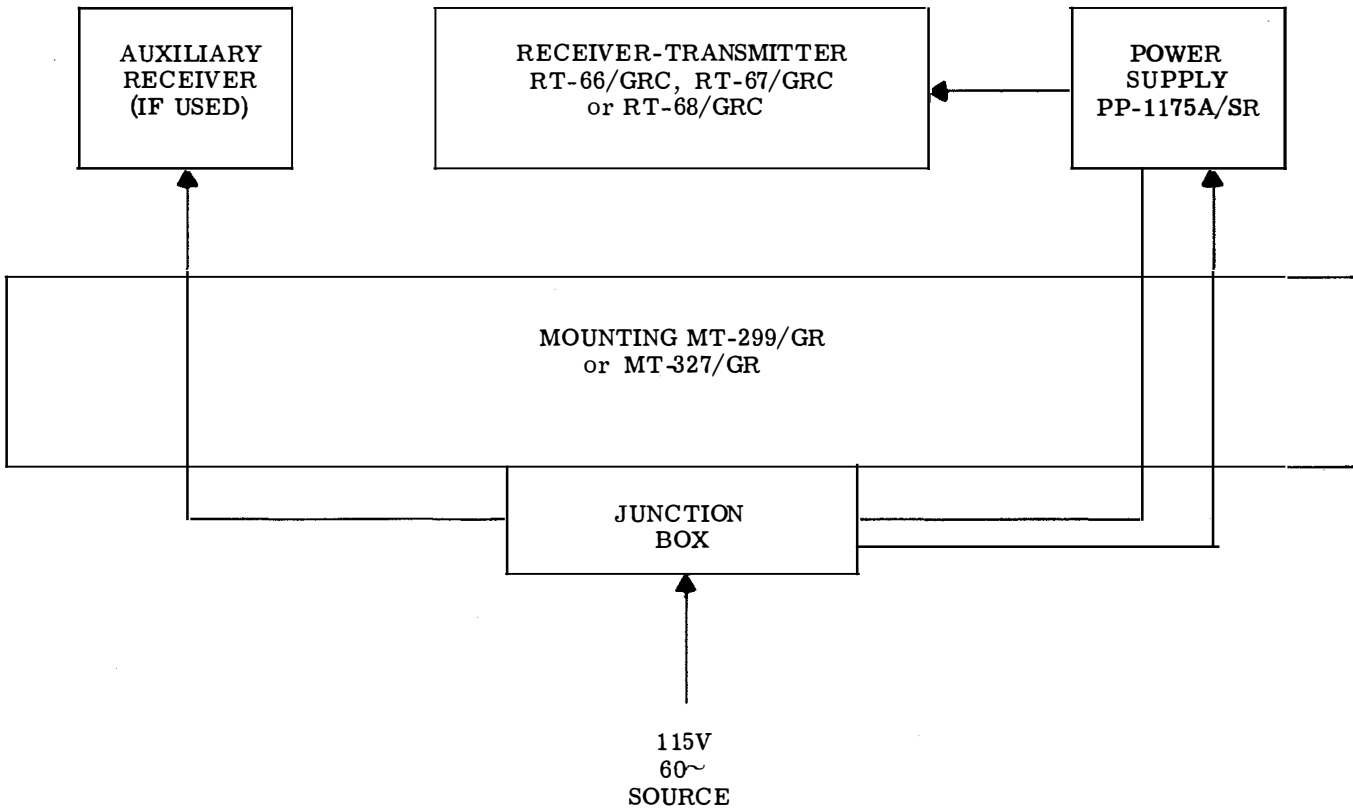 AUXILIARY
RECEIVER
(IF USED)
RECEIVER-TRANSMITTER
RT-66/GRC, RT-67/GRC
or RT-68/GRC
POWER
SUPPLY
PP-1175A/SR
MOUNTING MT-299/GR
or MT-327/GR
JUNCTION
BOX
115V
60~
SOURCE